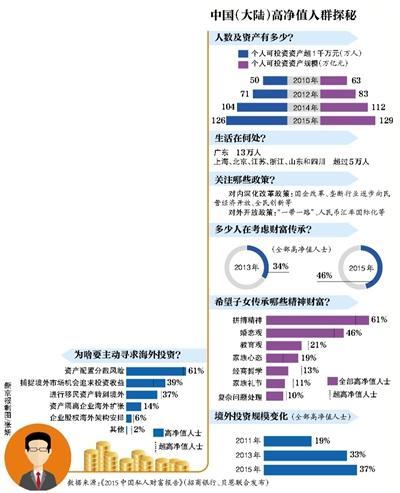 中国(大陆)高净值人群探秘
人数及资产有多少?
个人可投资资产超1千万元(万人)
个人可投资资产规模(万亿元)
50 2010年 63
71 2012年 83
104 2014年 112
126 2015年 129
生活在何处?
广东 13万人
上海、北京、江苏、浙江、山东和四川 超过5万人
关注哪些政策?
对内深化改革政策:国企改革、垄断行业逐步向民
营经济开放、全民创新等
对外开放政策:“一带一路”、人民币汇率国际化等
多少人在考虑财富传承?
(全部高净值人士)
2013年 34%
46% 2015年
希望子女传承哪些精神财富?
拼搏精神 61%
婚恋观 46%
教育观 21%
家族心态 19%
经商哲学 13%
家族礼节 11%
复杂问题处理 10%
全部高净值人士
超高净值人士
境外投资规模变化(全部高净值人士)
2011年 19%
2013年 33%
2015年 37%
为啥要主动寻求海外投资?
资产配置分散风险 61%
捕捉境外市场机会追求投资收益 39%
进行移民资产转到境外 37%
资产随高企业海外扩张 14%
企业股权海外架构安排 6%
其他 2%
高净值人士
超高净值人士
数据来源:《2015中国私人财富报告》(招商银行、贝恩联合发布)